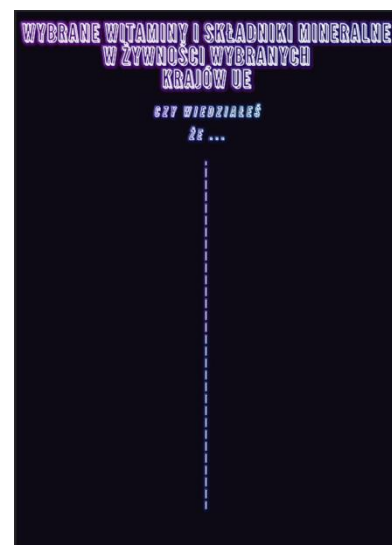 WYBRANE WITAMINY I SKŁADNIKI MINERALNE
W ŻYWNOŚCI WYBRANYCH
KRAJÓW UE
CZY WIEDZIAŁEŚ
ŻE ...